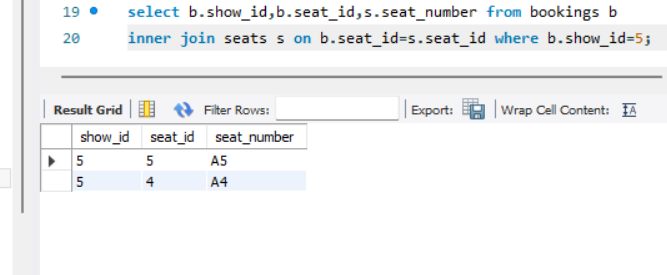 19 select b.show_id,b.seat_id,s.seat_number from bookings b
20 inner join seats s on b.seat_id=s.seat_id where b.show_id=5;
Result Grid Filter Rows: Export: Wrap Cell Content: IA
show_id seat_id seat_number
5 5 A5
5 4 A4